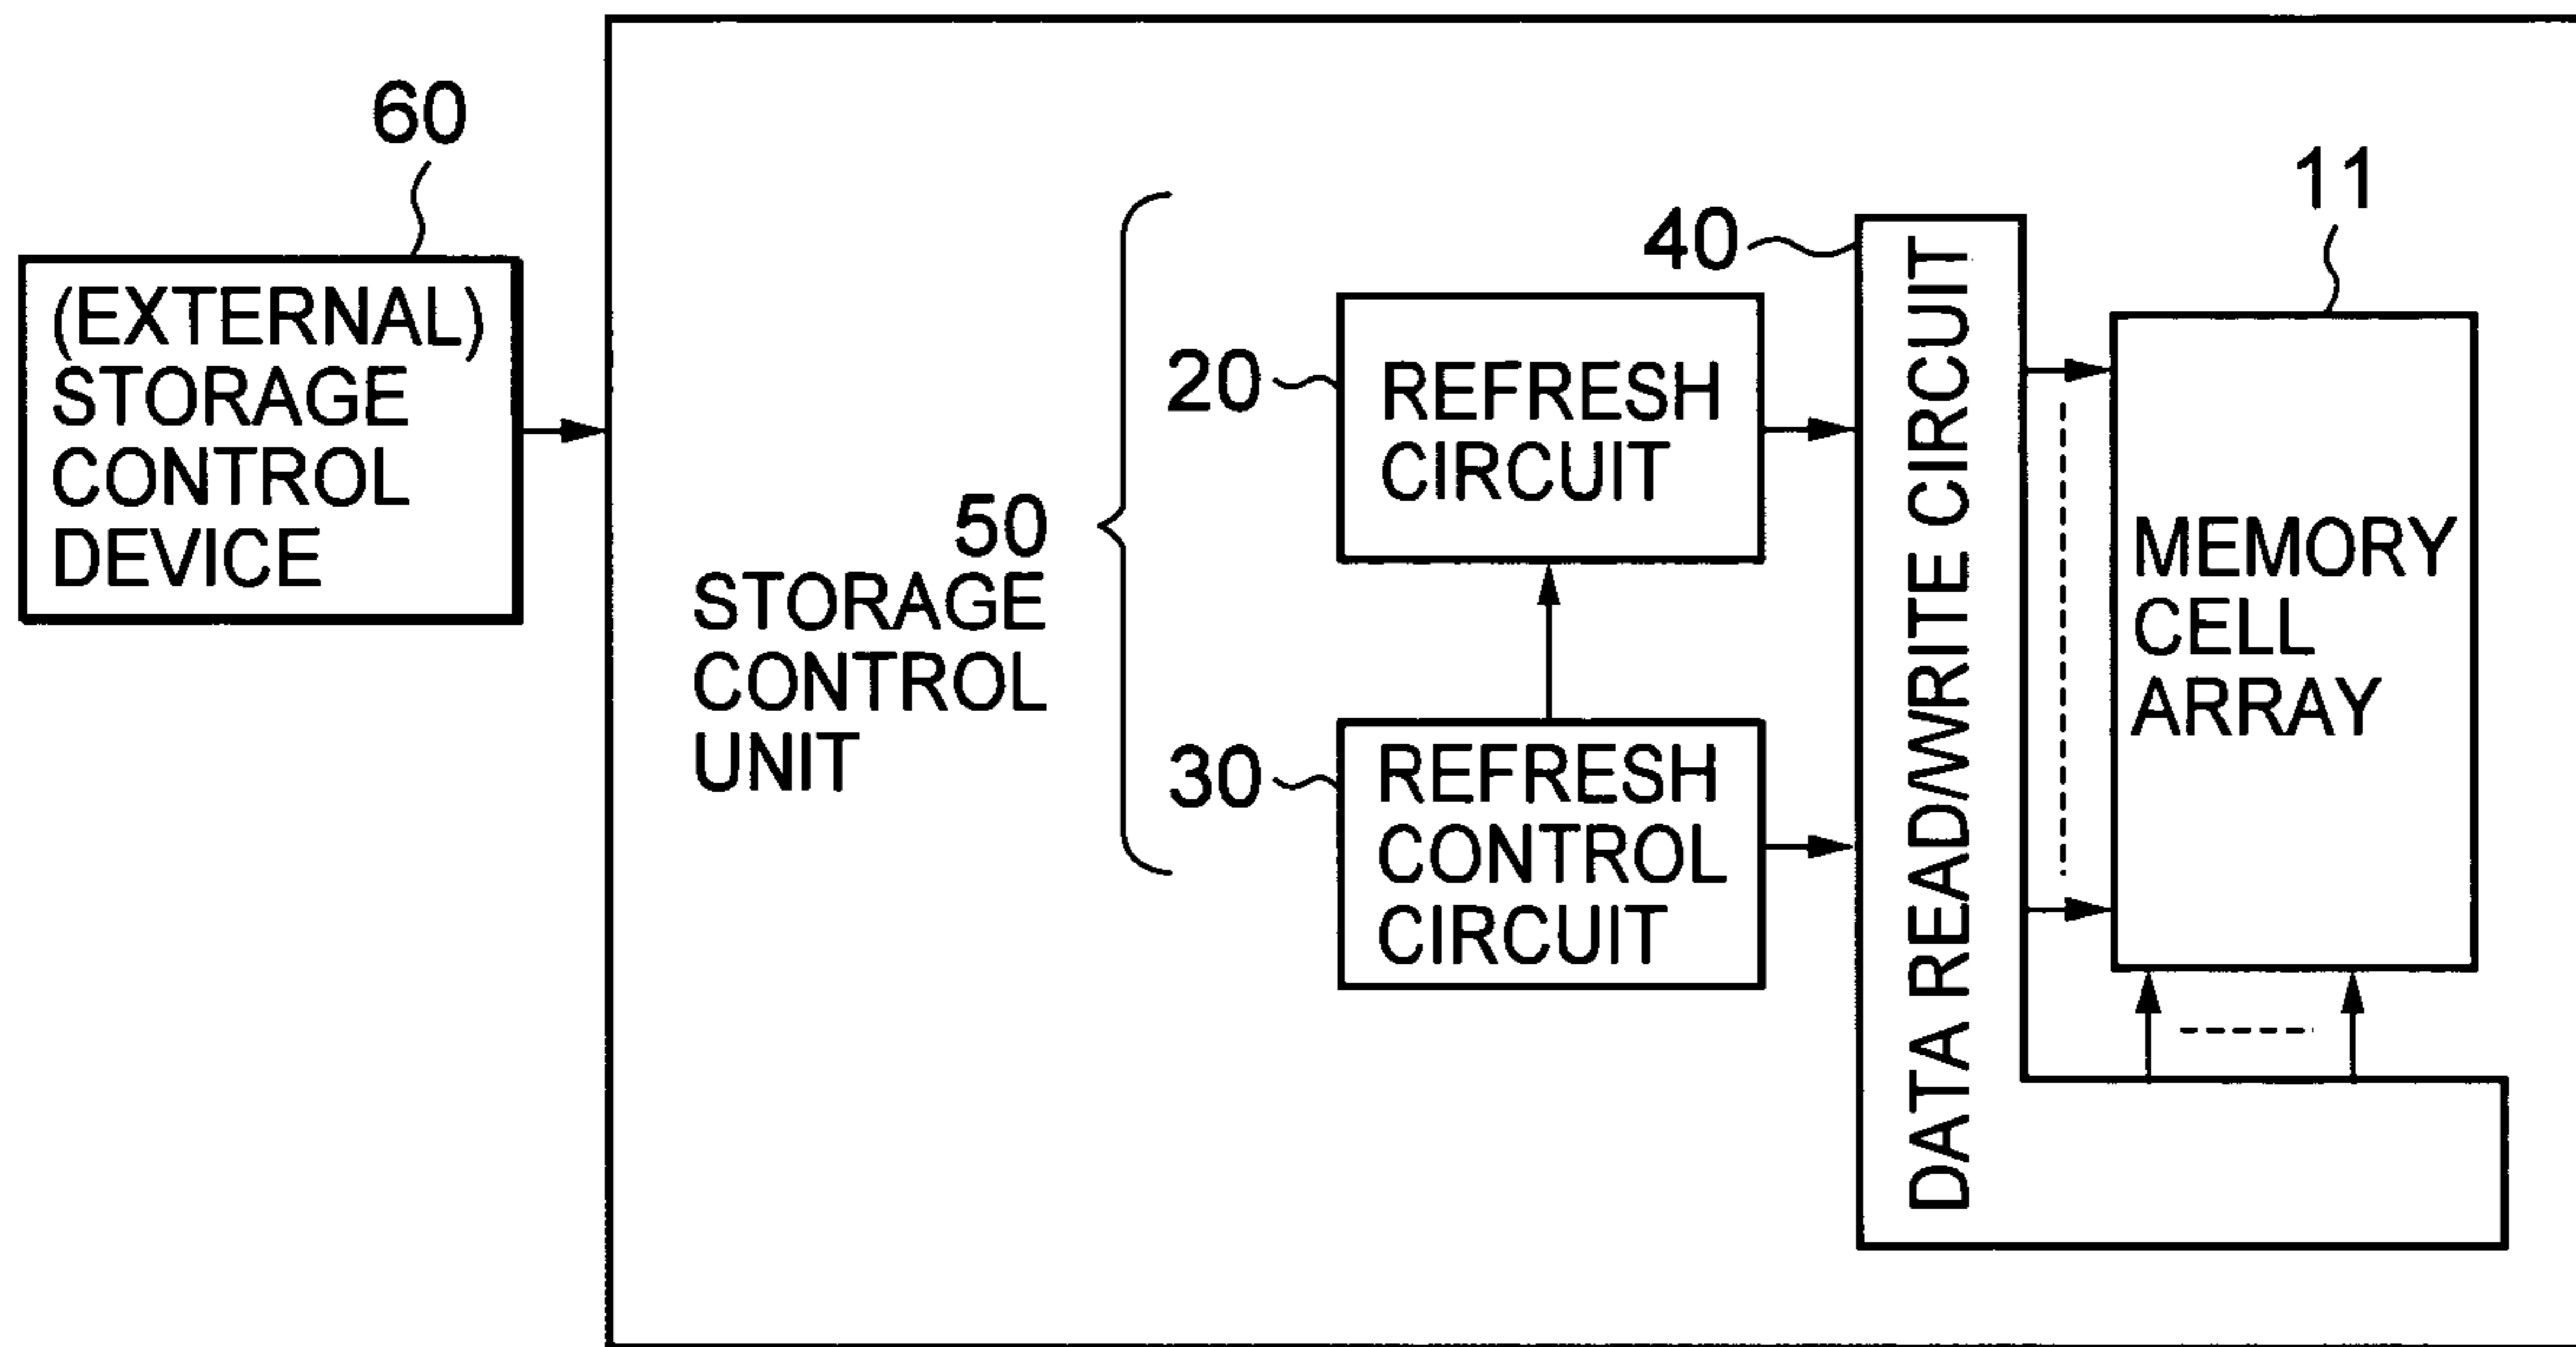 60
(EXTERNAL)
STORAGE
CONTROL
DEVICE
50
STORAGE
CONTROL
UNIT
20
REFRESH
CIRCUIT
30
REFRESH
CONTROL
CIRCUIT
40
DATA READ/WRITE CIRCUIT
11
MEMORY
CELL
ARRAY